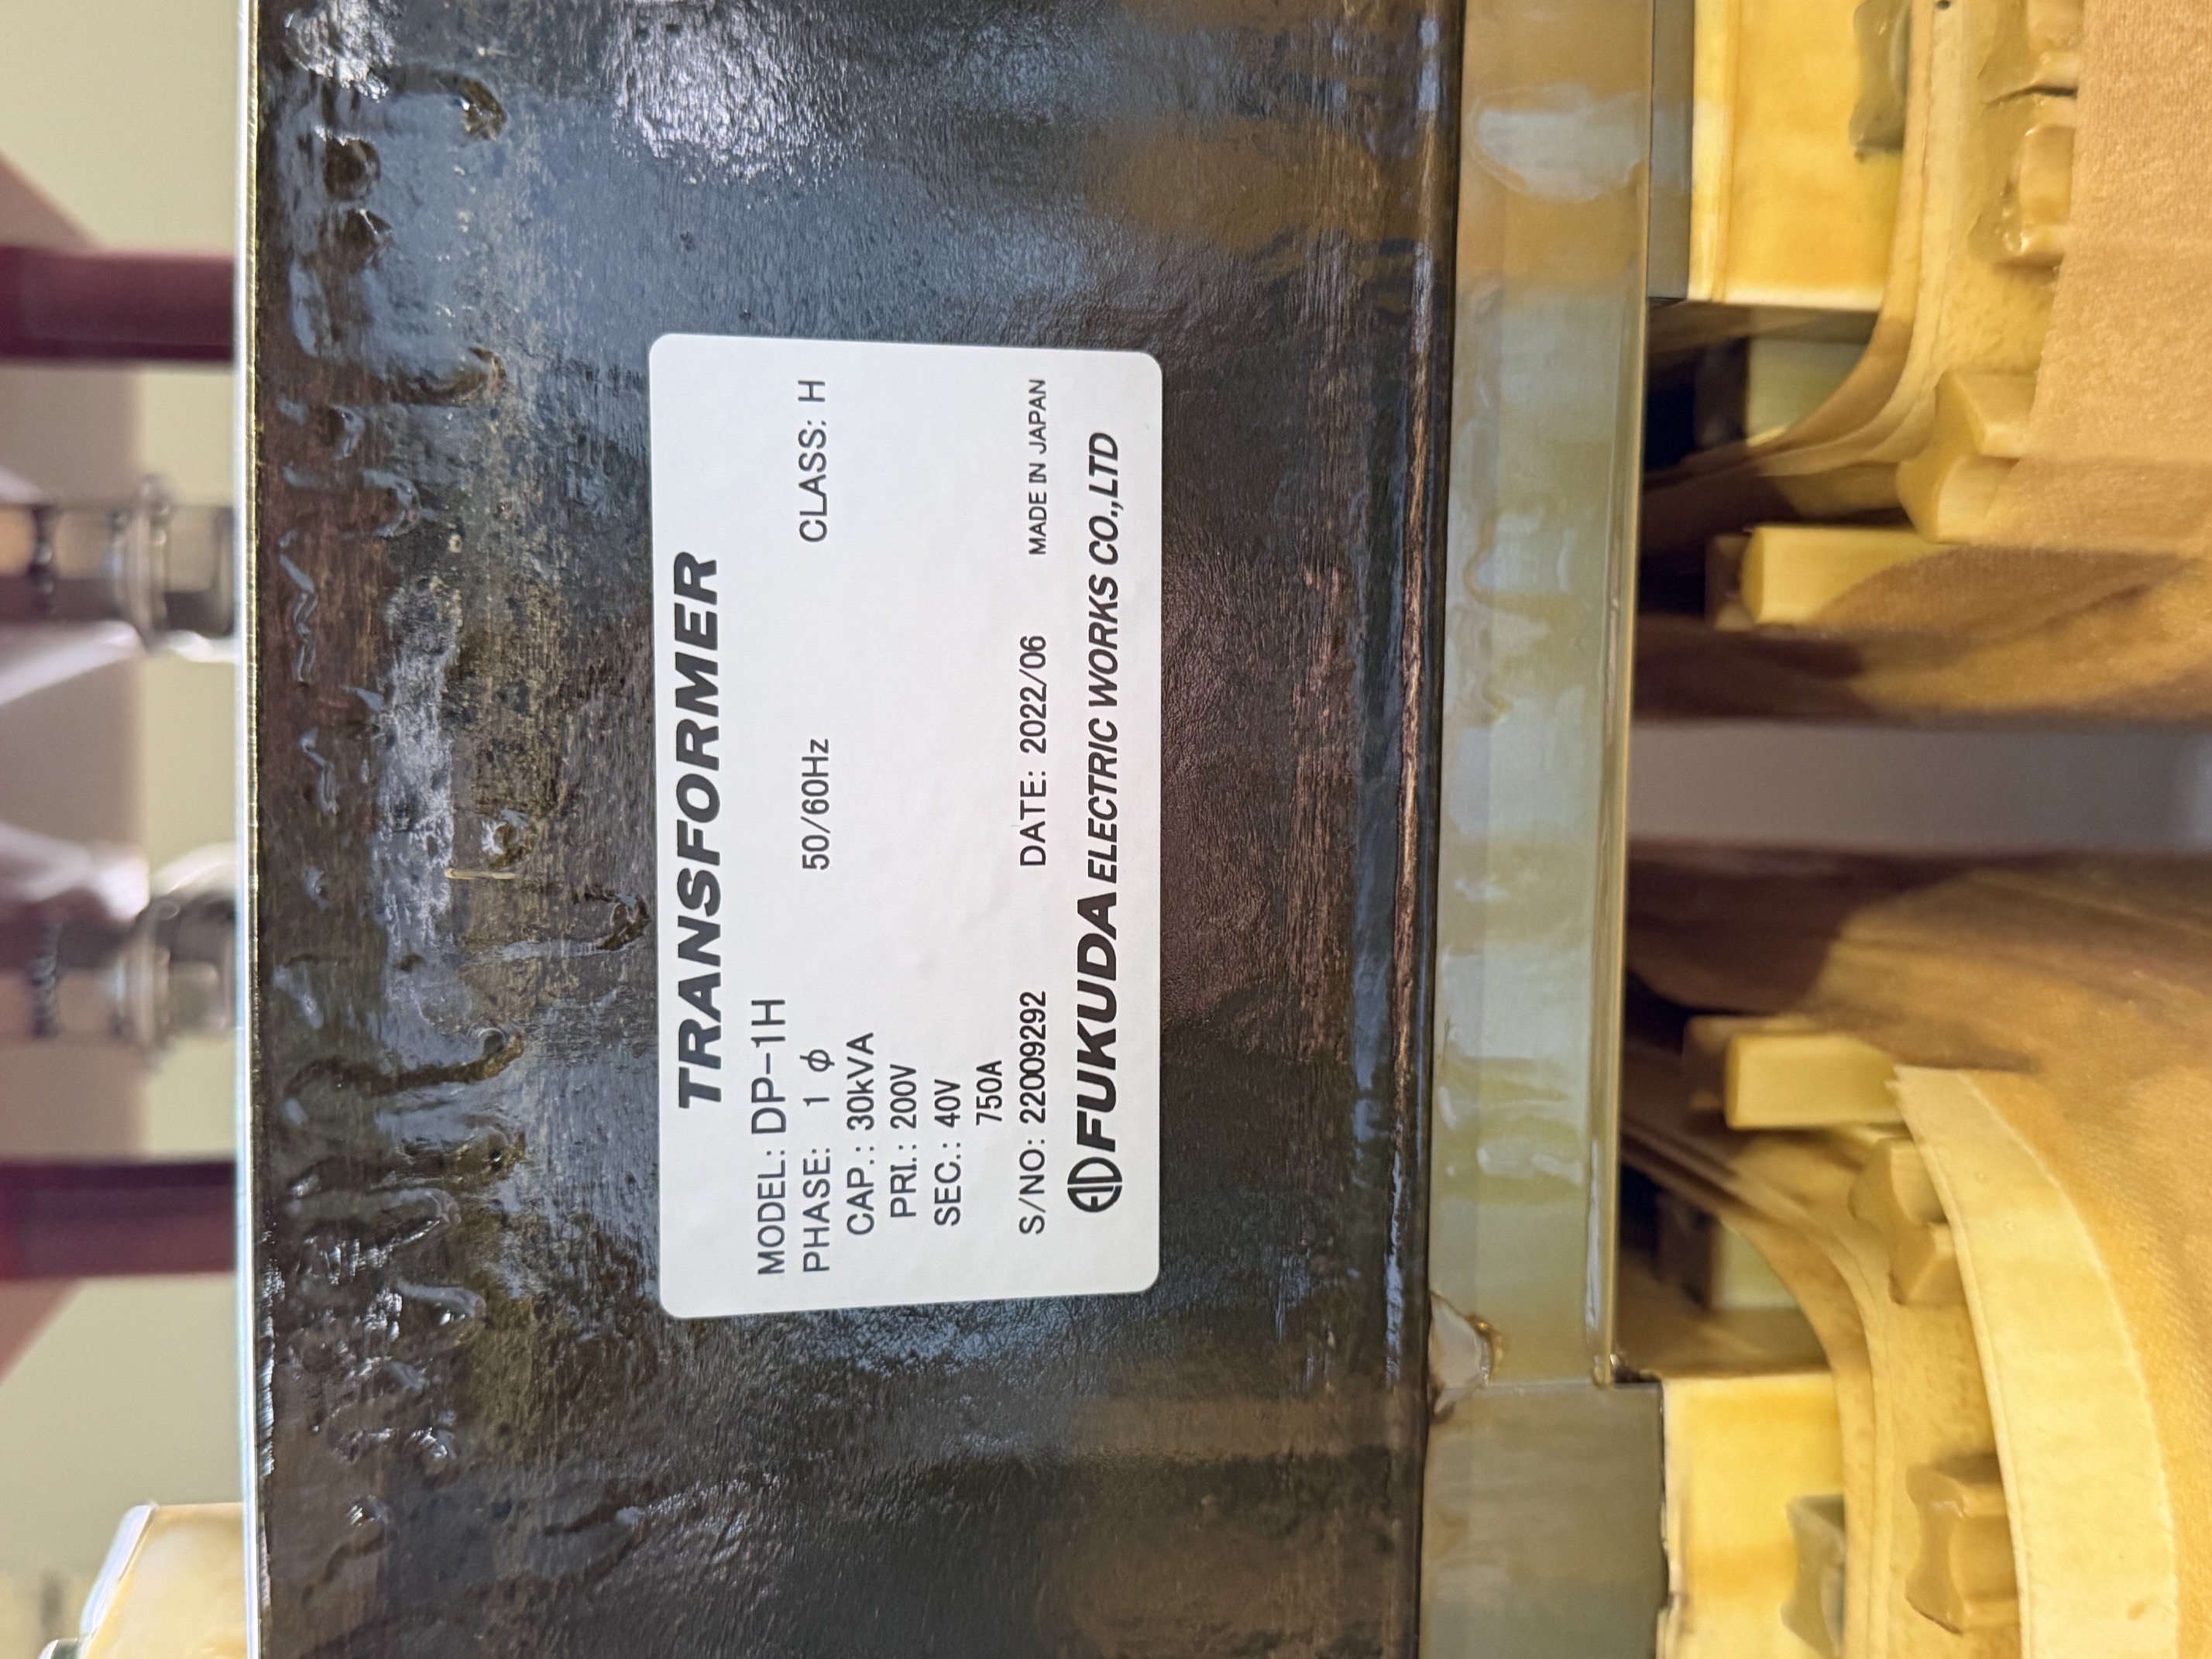 TRANSFORMER
MODEL: DP-1H
PHASE: 1 ϕ 50/60Hz CLASS: H
CAP.: 30kVA
PRI.: 200V
SEC.: 40V
750A
S/NO: 22009292 DATE: 2022/06 MADE IN JAPAN
FUKUDA ELECTRIC WORKS CO.,LTD